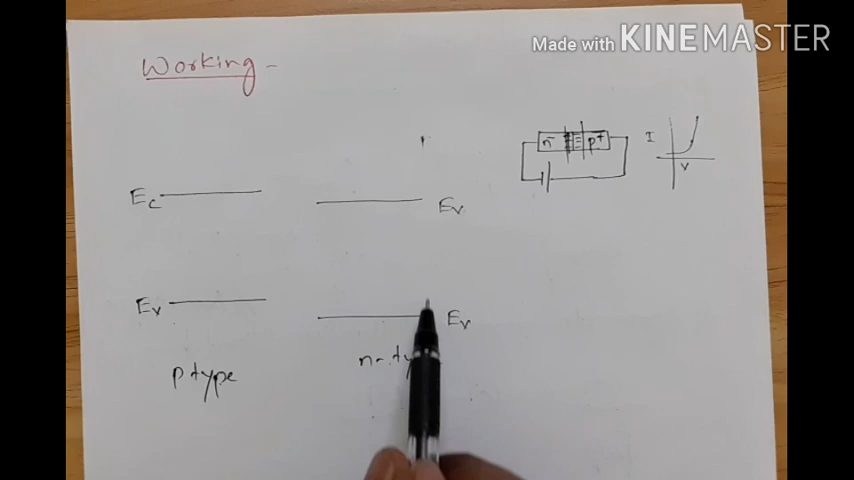 Made with KINEMASTER
Working -
n- p+
I
V
Ec Ev
Ev Ev
p type